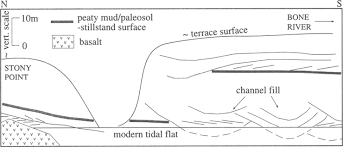 N S
~ vert. scale
10m
0
peaty mud/paleosol
-stillstand surface
basalt
BONE
RIVER
~ terrace surface
STONY
POINT
channel fill
modern tidal flat